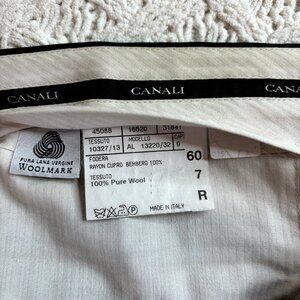 CANALI CANALI CANALI
45088 16520 31841
TESSUTO MODELLO CAP
10327/13 AL 13220/32 9
FODERA
RAYON CUPRO BEMBERG 100%
60
TESSUTO
100% Pure Wool
7
R
MADE IN ITALY
PURA LANA VERGINE
WOOLMARK